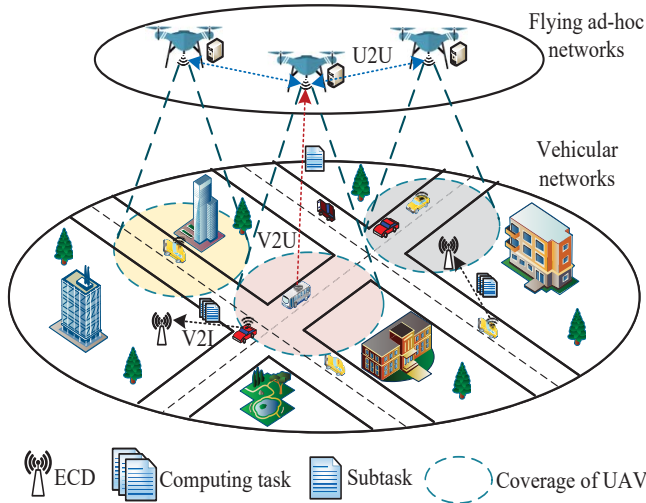 Flying ad-hoc
networks
U2U
Vehicular
networks
V2U
V2I
ECD
Computing task
Subtask
Coverage of UAV